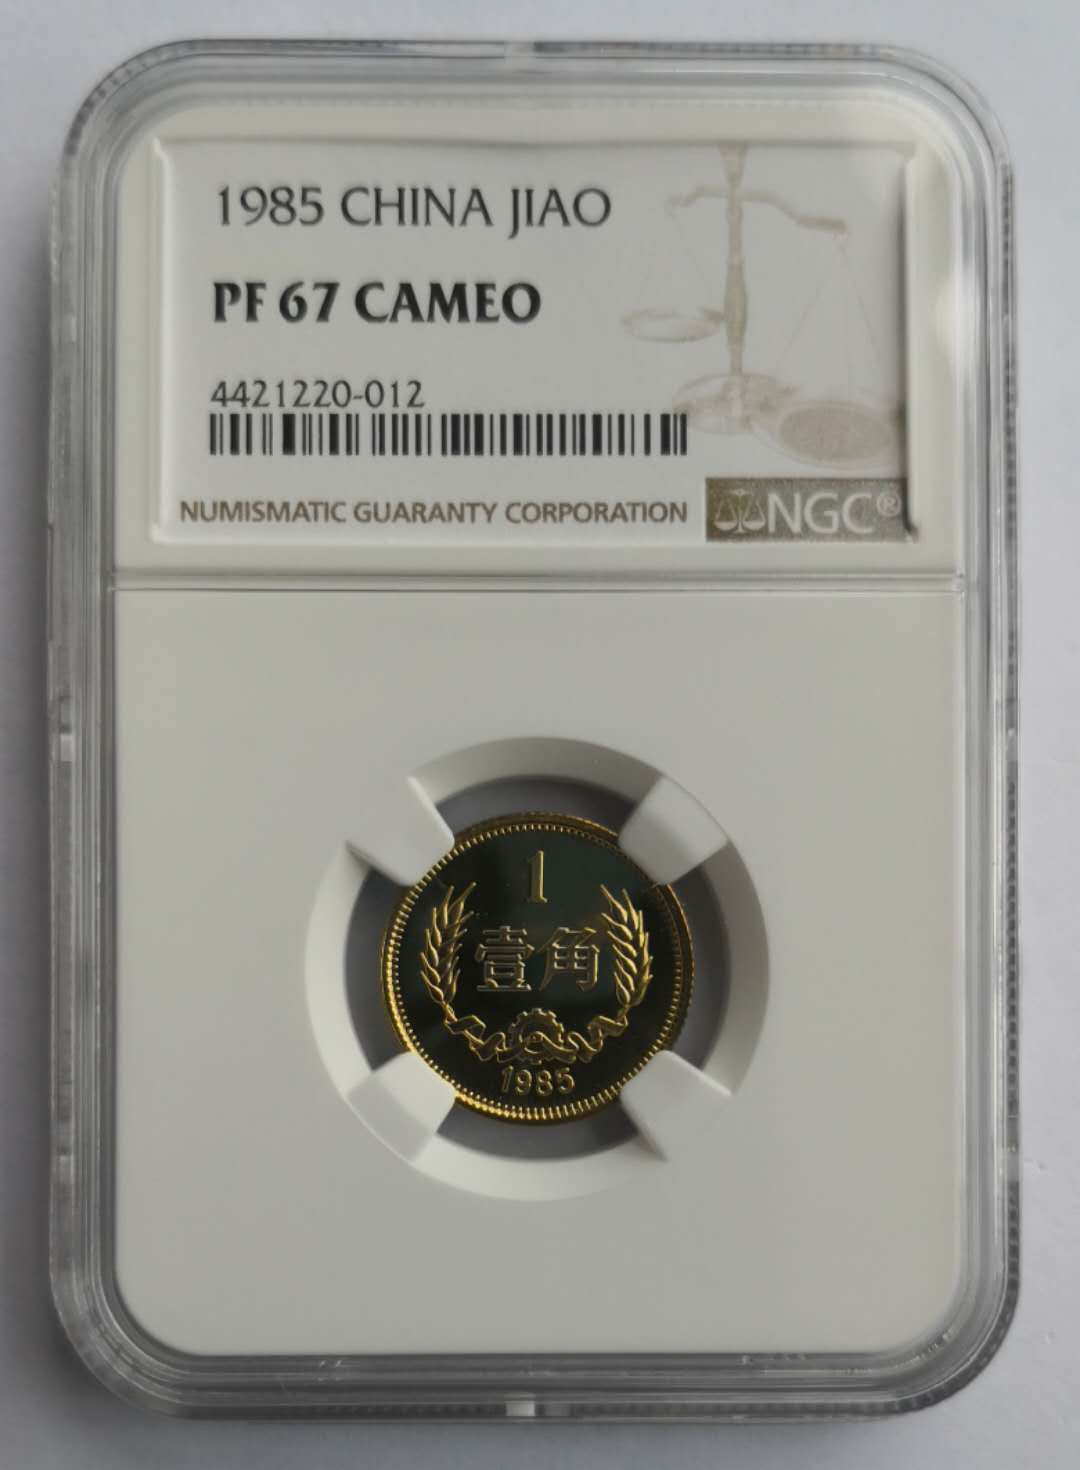 1985 CHINA JIAO
PF 67 CAMEO
4421220-012
NUMISMATIC GUARANTY CORPORATION
NGC®
1
壹角
1985